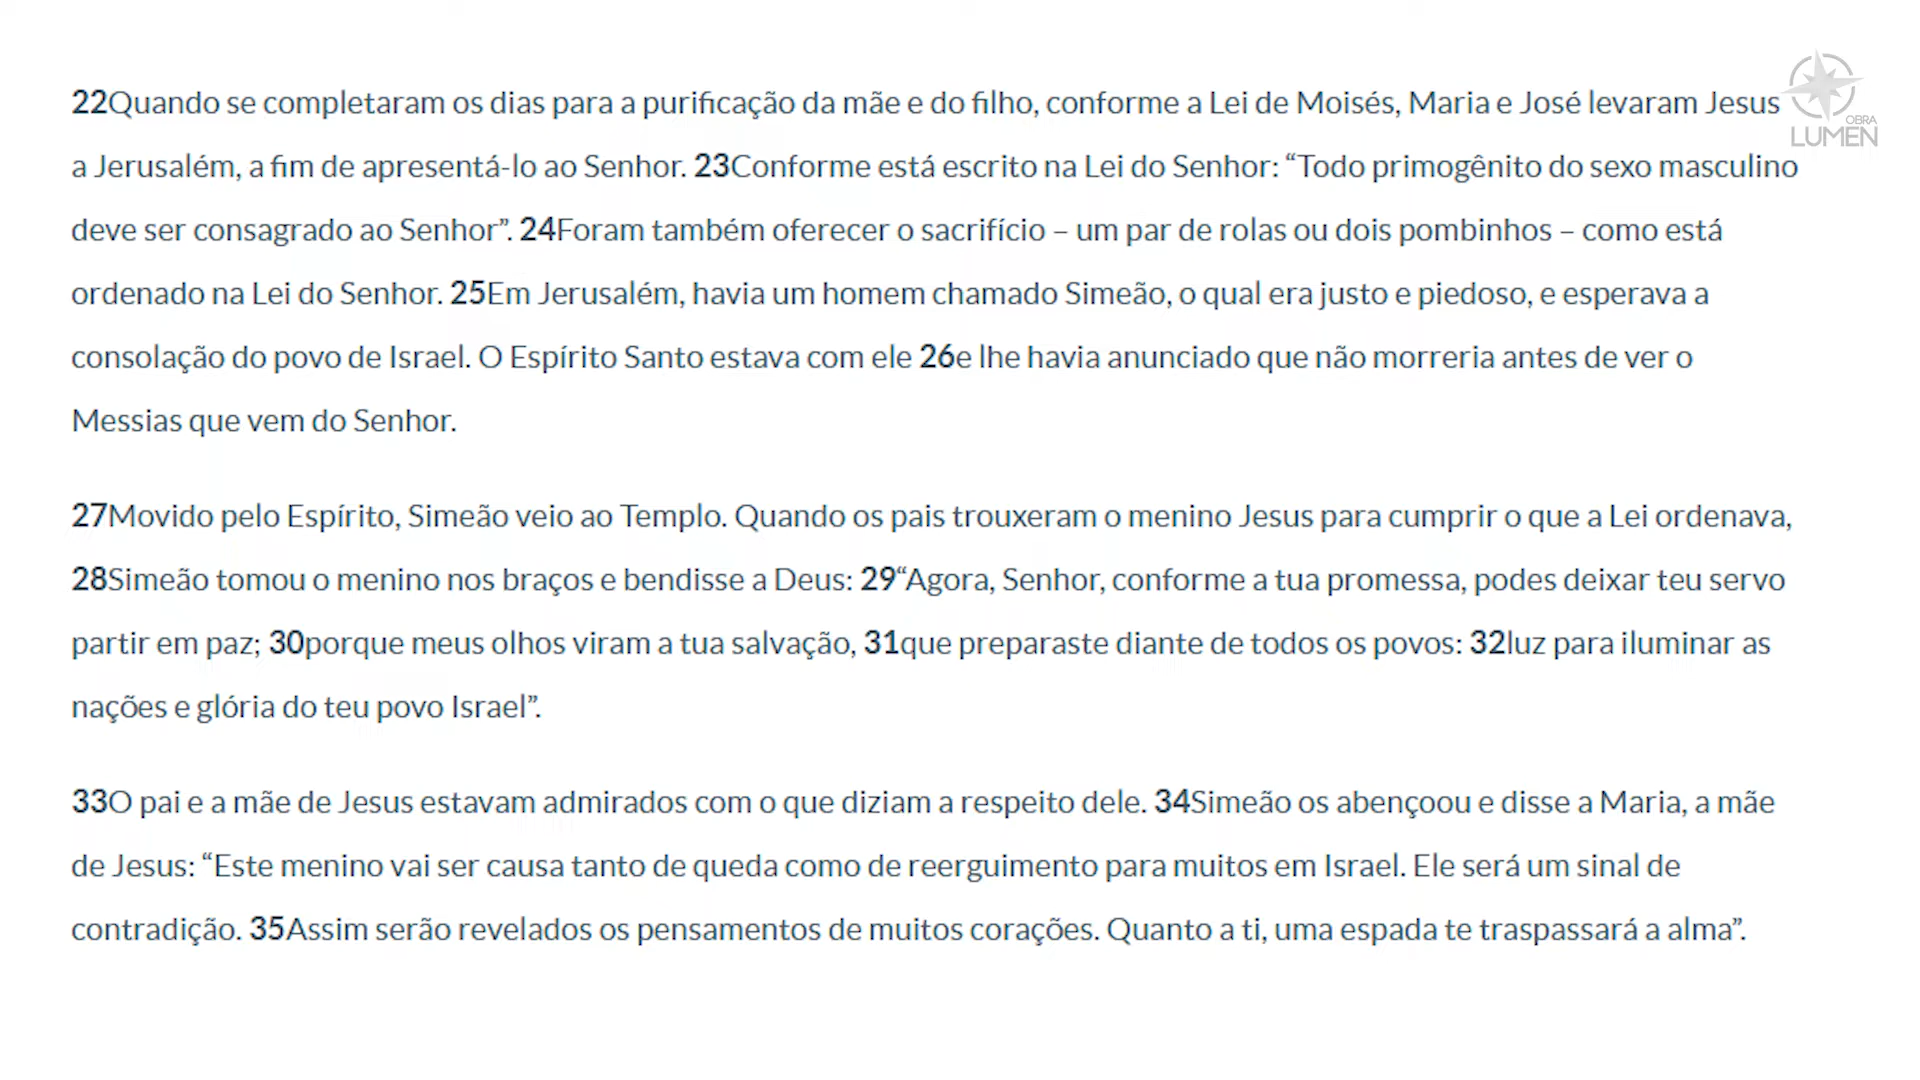 22Quando se completaram os dias para a purificação da mãe e do filho, conforme a Lei de Moisés, Maria e José levaram Jesus
a Jerusalém, a fim de apresentá-lo ao Senhor. 23Conforme está escrito na Lei do Senhor: “Todo primogênito do sexo masculino
deve ser consagrado ao Senhor”. 24Foram também oferecer o sacrifício – um par de rolas ou dois pombinhos – como está
ordenado na Lei do Senhor. 25Em Jerusalém, havia um homem chamado Simeão, o qual era justo e piedoso, e esperava a
consolação do povo de Israel. O Espírito Santo estava com ele 26e lhe havia anunciado que não morreria antes de ver o
Messias que vem do Senhor.
27Movido pelo Espírito, Simeão veio ao Templo. Quando os pais trouxeram o menino Jesus para cumprir o que a Lei ordenava,
28Simeão tomou o menino nos braços e bendisse a Deus: 29“Agora, Senhor, conforme a tua promessa, podes deixar teu servo
partir em paz; 30porque meus olhos viram a tua salvação, 31que preparaste diante de todos os povos: 32luz para iluminar as
nações e glória do teu povo Israel”.
33O pai e a mãe de Jesus estavam admirados com o que diziam a respeito dele. 34Simeão os abençoou e disse a Maria, a mãe
de Jesus: “Este menino vai ser causa tanto de queda como de reerguimento para muitos em Israel. Ele será um sinal de
contradição. 35Assim serão revelados os pensamentos de muitos corações. Quanto a ti, uma espada te traspassará a alma”.
OBRA
LUMEN